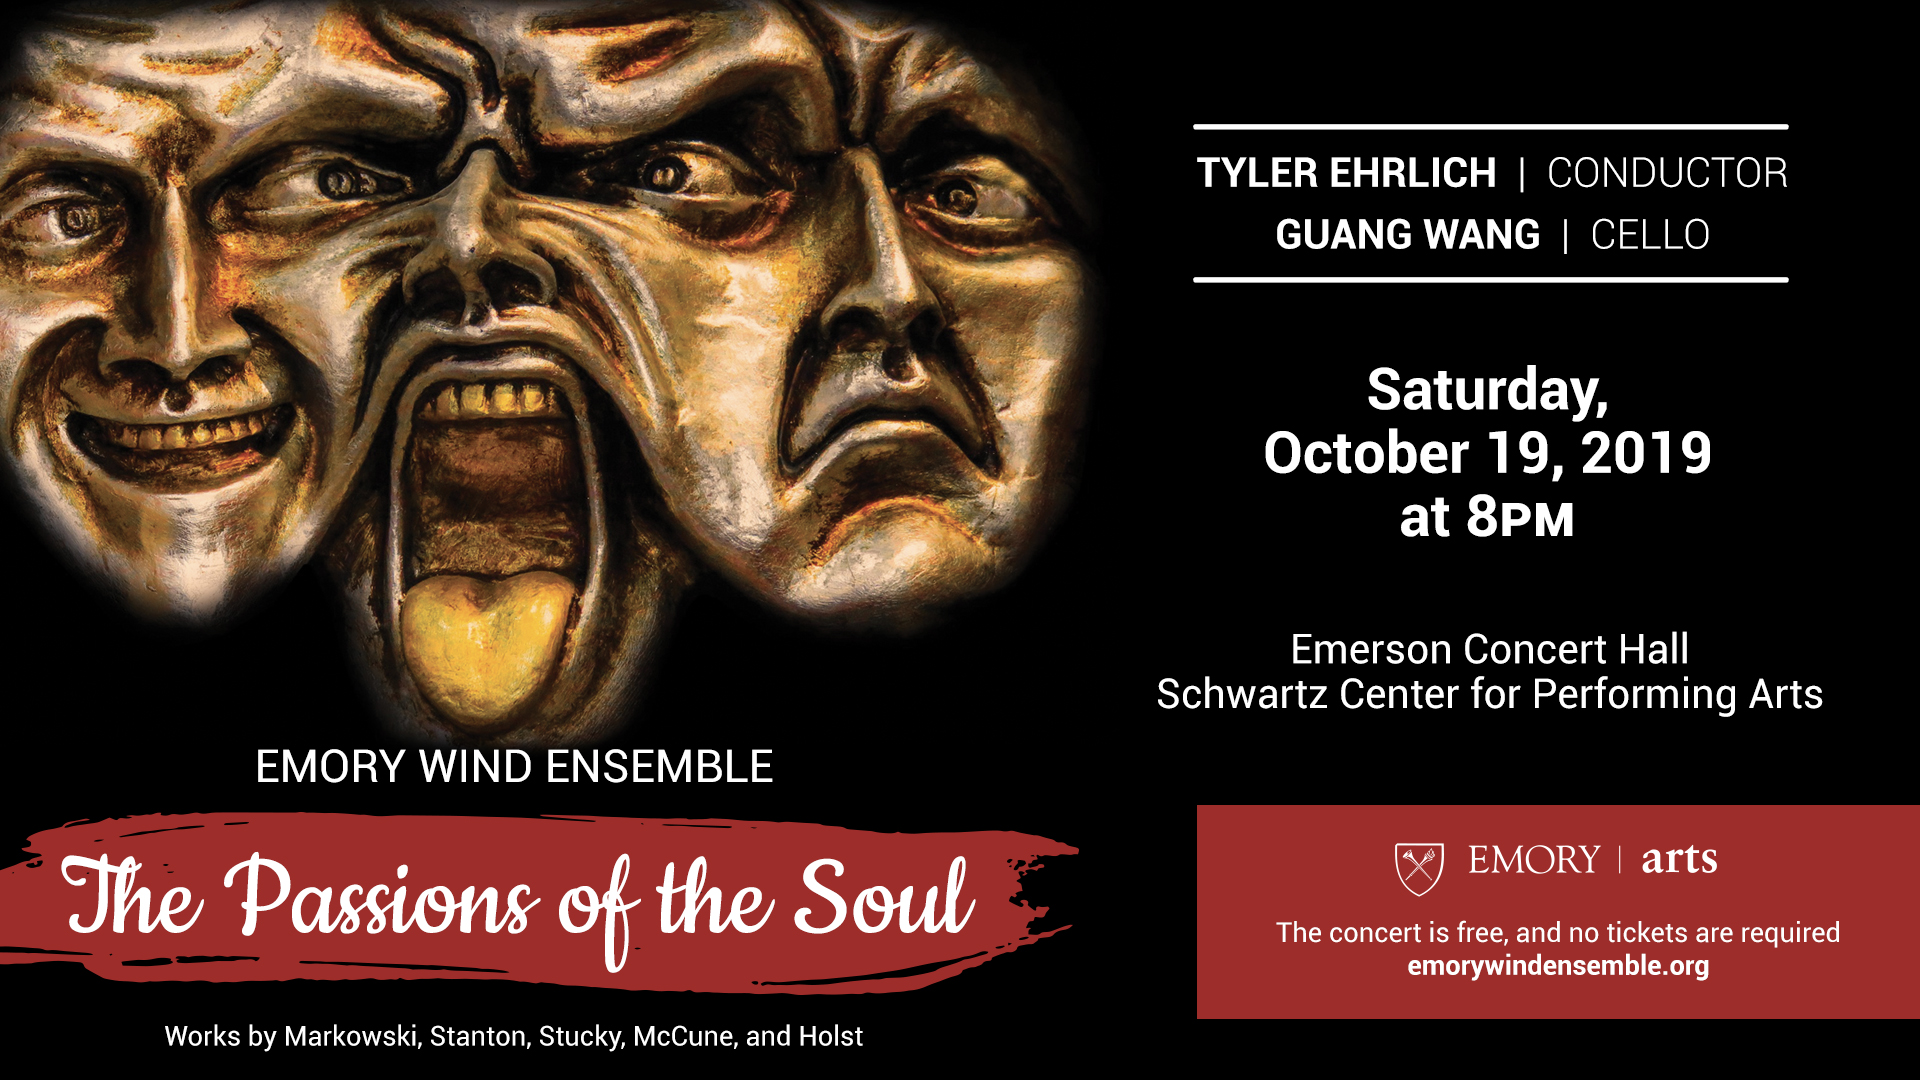 TYLER EHRLICH | CONDUCTOR
GUANG WANG | CELLO
Saturday,
October 19, 2019
at 8PM
Emerson Concert Hall
Schwartz Center for Performing Arts
EMORY WIND ENSEMBLE
The Passions of the Soul
Works by Markowski, Stanton, Stucky, McCune, and Holst
EMORY | arts
The concert is free, and no tickets are required
emorywindensemble.org